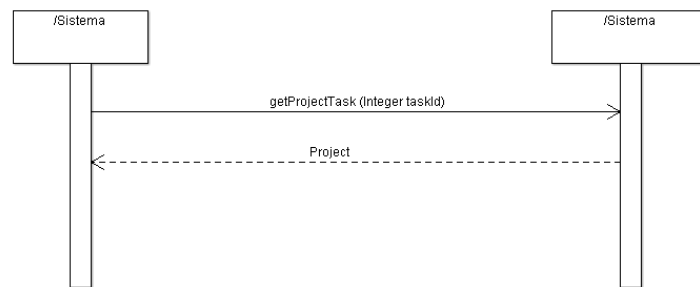 /Sistema
/Sistema
getProjectTask (Integer taskId)
Project